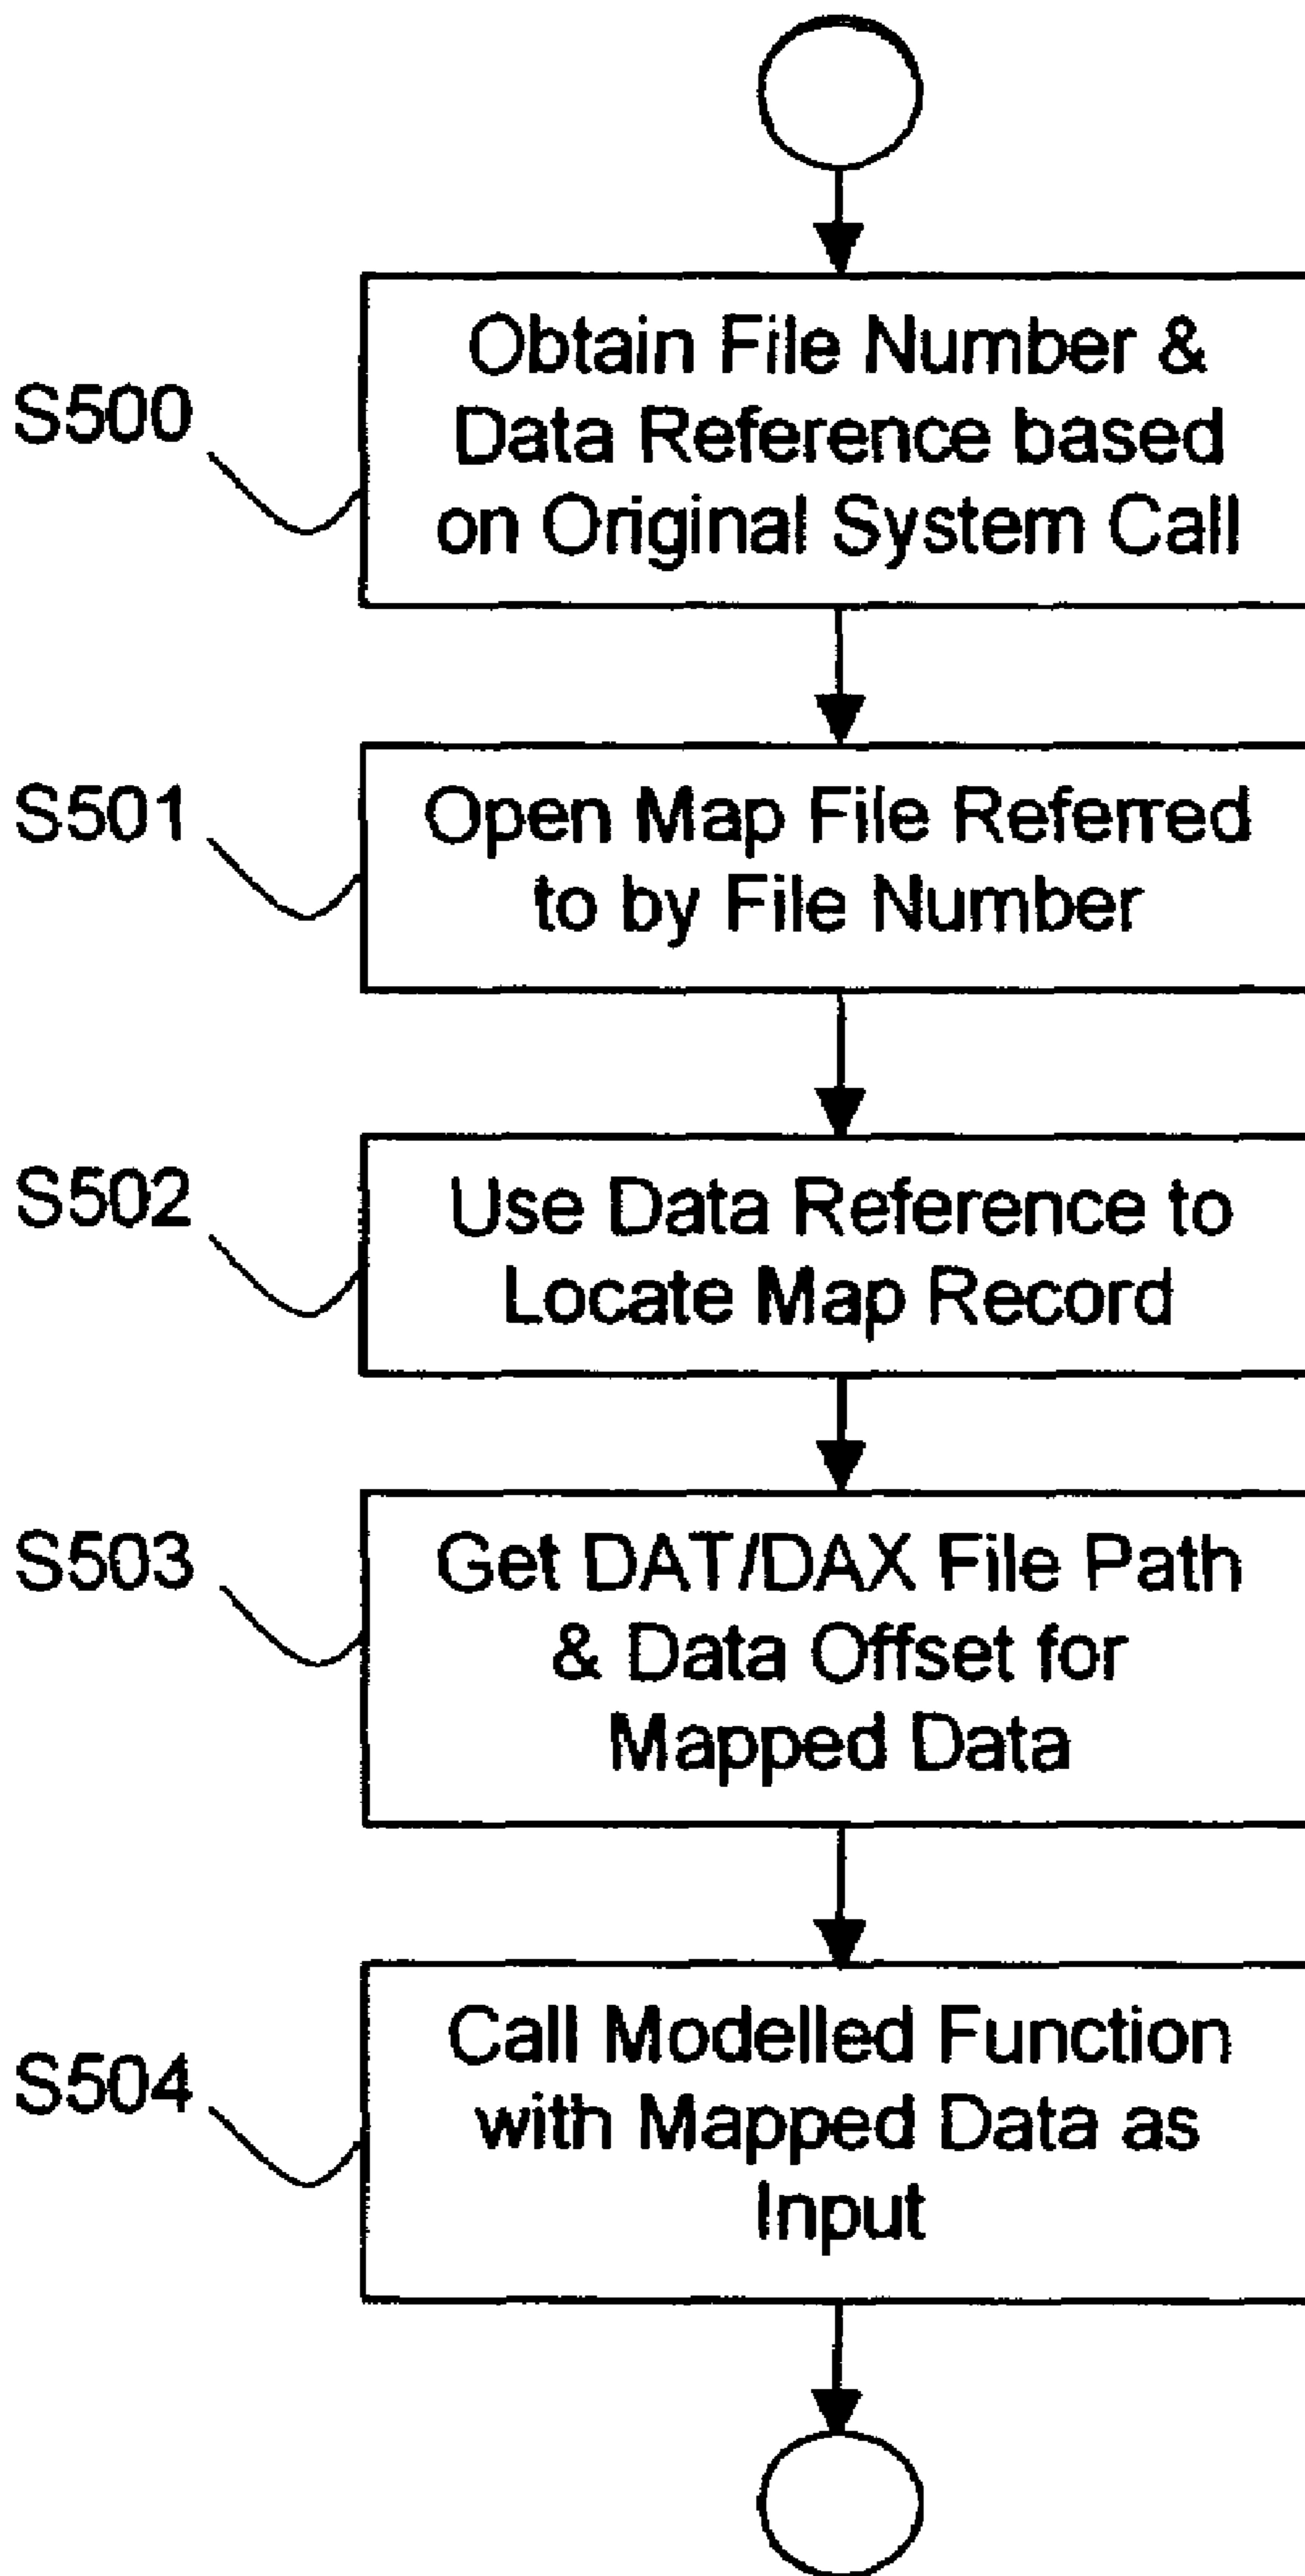 S500
Obtain File Number &
Data Reference based
on Original System Call
S501
Open Map File Referred
to by File Number
S502
Use Data Reference to
Locate Map Record
S503
Get DAT/DAX File Path
& Data Offset for
Mapped Data
S504
Call Modelled Function
with Mapped Data as
Input